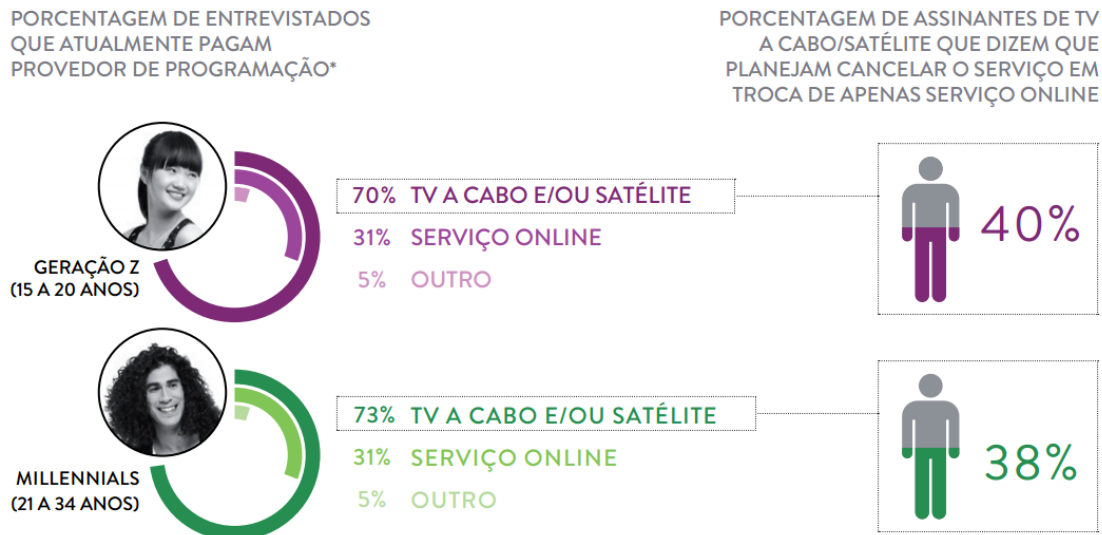 PORCENTAGEM DE ENTREVISTADOS
QUE ATUALMENTE PAGAM
PROVEDOR DE PROGRAMAÇÃO*
PORCENTAGEM DE ASSINANTES DE TV
A CABO/SATÉLITE QUE DIZEM QUE
PLANEJAM CANCELAR O SERVIÇO EM
TROCA DE APENAS SERVIÇO ONLINE
GERAÇÃO Z
(15 A 20 ANOS)
70% TV A CABO E/OU SATÉLITE
31% SERVIÇO ONLINE
5% OUTRO
40%
MILLENNIALS
(21 A 34 ANOS)
73% TV A CABO E/OU SATÉLITE
31% SERVIÇO ONLINE
5% OUTRO
38%